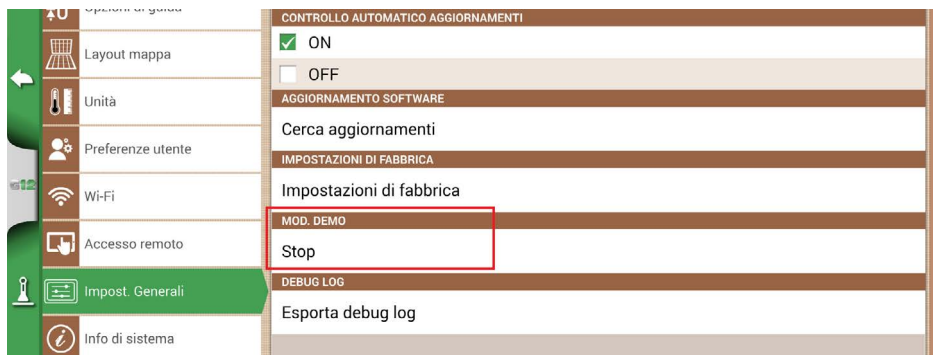 Layout mappa
Unità
Preferenze utente
Wi-Fi
Accesso remoto
Impost. Generali
Info di sistema
CONTROLLO AUTOMATICO AGGIORNAMENTI
ON
OFF
AGGIORNAMENTO SOFTWARE
Cerca aggiornamenti
IMPOSTAZIONI DI FABBRICA
Impostazioni di fabbrica
MOD. DEMO
Stop
DEBUG LOG
Esporta debug log